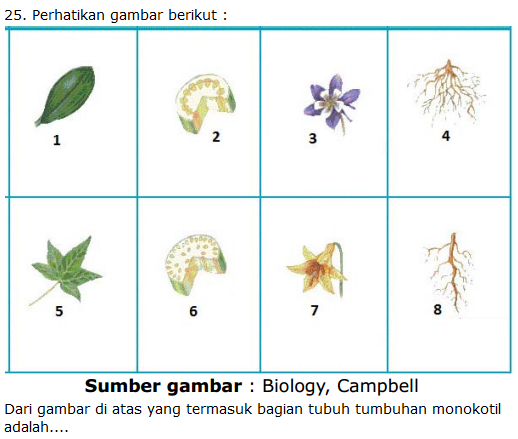 25. Perhatikan gambar berikut :
1
2
3
4
5
6
7
8
Sumber gambar : Biology, Campbell
Dari gambar di atas yang termasuk bagian tubuh tumbuhan monokotil
adalah....